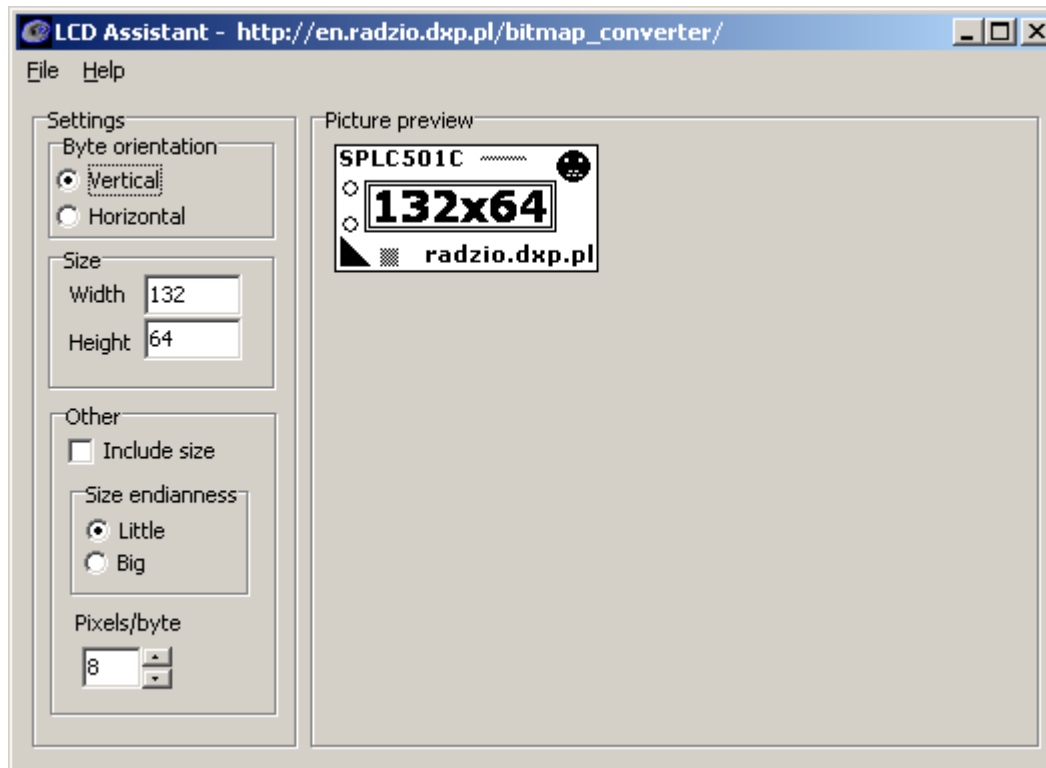 LCD Assistant - http://en.radzio.dxp.pl/bitmap_converter/
File Help
Settings
Byte orientation
Vertical
Horizontal
Size
Width 132
Height 64
Other
Include size
Size endianness
Little
Big
Pixels/byte
8
Picture preview
SPLC501C
132x64
radzio.dxp.pl